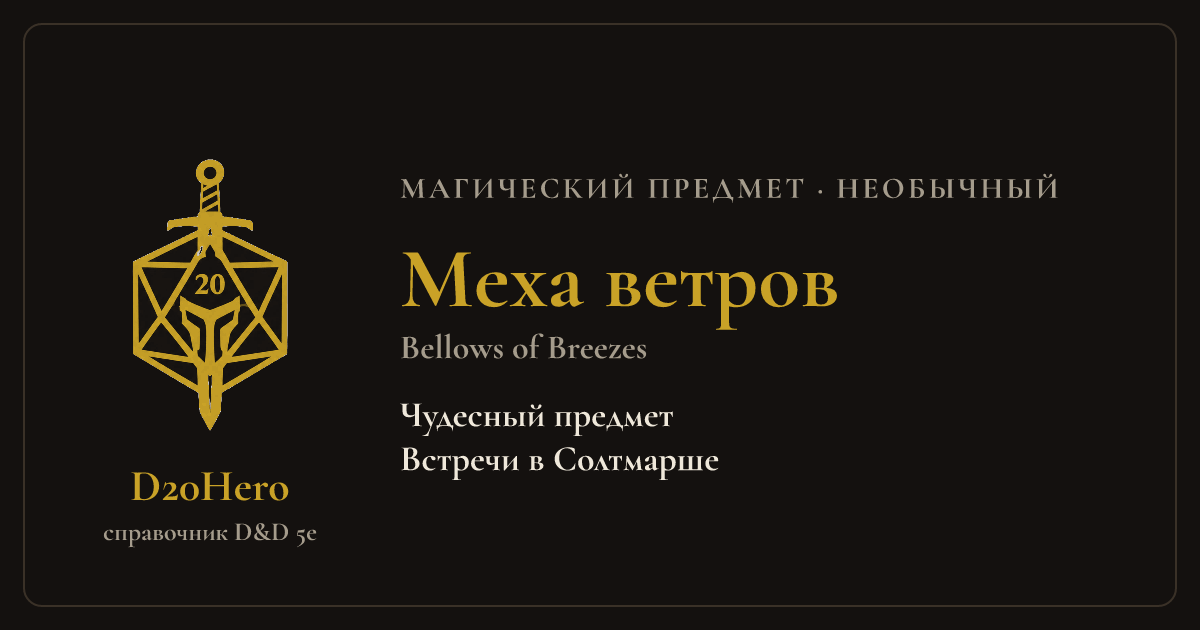 МАГИЧЕСКИЙ ПРЕДМЕТ · НЕОБЫЧНЫЙ
Меха ветров
Bellows of Breezes
Чудесный предмет
Встречи в Солтмарше
20
D20Hero
справочник D&D 5e